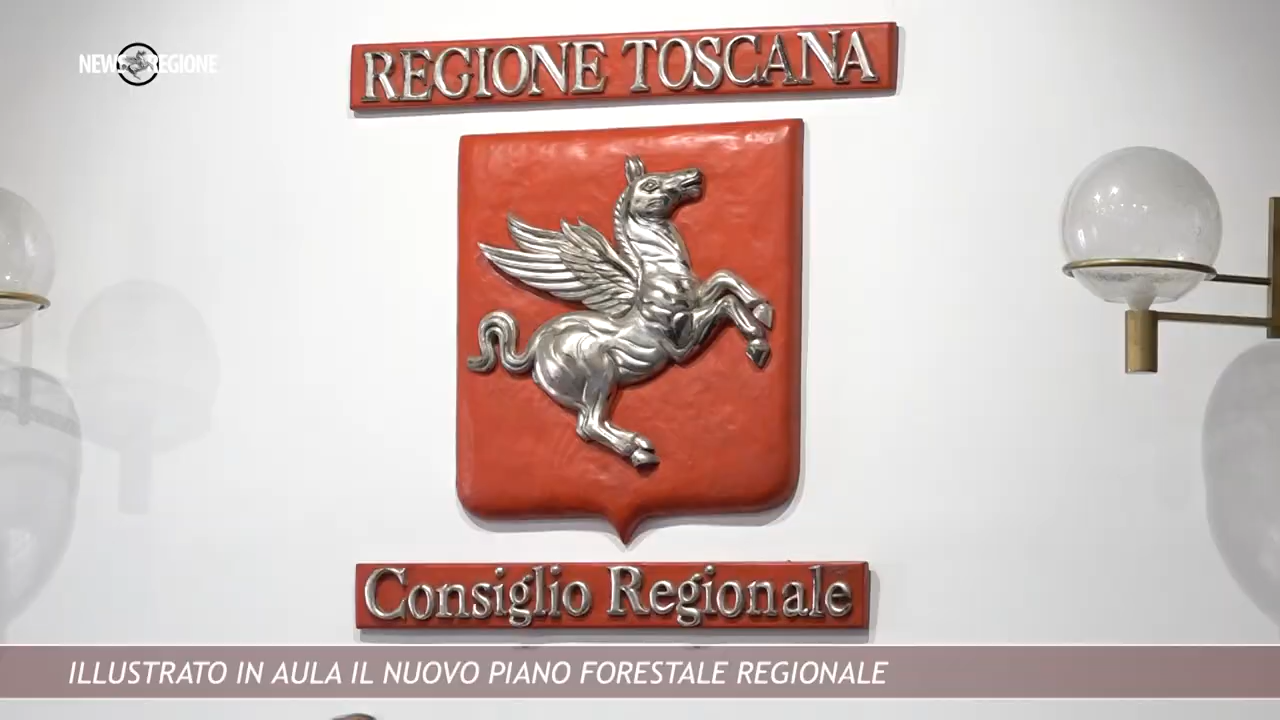 NEWS REGIONE
REGIONE TOSCANA
Consiglio Regionale
ILLUSTRATO IN AULA IL NUOVO PIANO FORESTALE REGIONALE